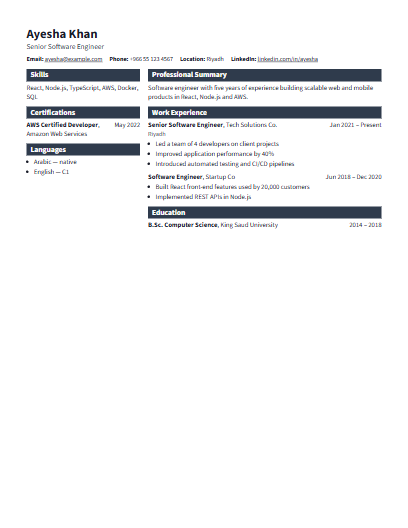 Ayesha Khan
Senior Software Engineer
Email: ayesha@example.com Phone: +966 55 123 4567 Location: Riyadh LinkedIn: linkedin.com/in/ayesha
Skills
React, Node.js, TypeScript, AWS, Docker,
SQL
Certifications
AWS Certified Developer, May 2022
Amazon Web Services
Languages
• Arabic — native
• English — C1
Professional Summary
Software engineer with five years of experience building scalable web and mobile
products in React, Node.js and AWS.
Work Experience
Senior Software Engineer, Tech Solutions Co. Jan 2021 – Present
Riyadh
• Led a team of 4 developers on client projects
• Improved application performance by 40%
• Introduced automated testing and CI/CD pipelines
Software Engineer, Startup Co Jun 2018 – Dec 2020
• Built React front-end features used by 20,000 customers
• Implemented REST APIs in Node.js
Education
B.Sc. Computer Science, King Saud University 2014 – 2018